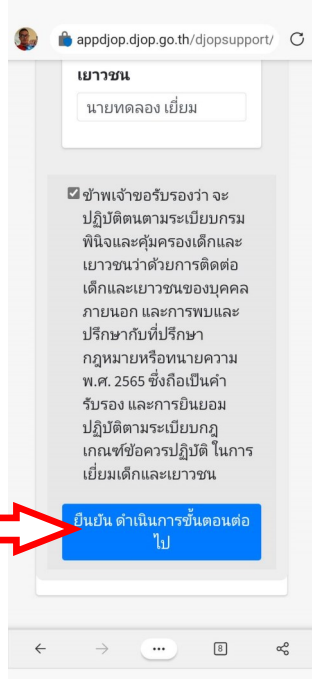 appdjop.djop.go.th/djopsupport/
เยาวชน
นายทดลอง เยี่ยม
ข้าพเจ้าขอรับรองว่า จะ
ปฏิบัติตนตามระเบียบกรม
พินิจและคุ้มครองเด็กและ
เยาวชนว่าด้วยการติดต่อ
เด็กและเยาวชนของบุคคล
ภายนอก และการพบและ
ปรึกษากับที่ปรึกษา
กฎหมายหรือทนายความ
พ.ศ. 2565 ซึ่งถือเป็นคำ
รับรอง และการยินยอม
ปฏิบัติตามระเบียบกฎ
เกณฑ์ข้อควรปฏิบัติ ในการ
เยี่ยมเด็กและเยาวชน
ยืนยัน ดำเนินการขั้นตอนต่อ
ไป
8